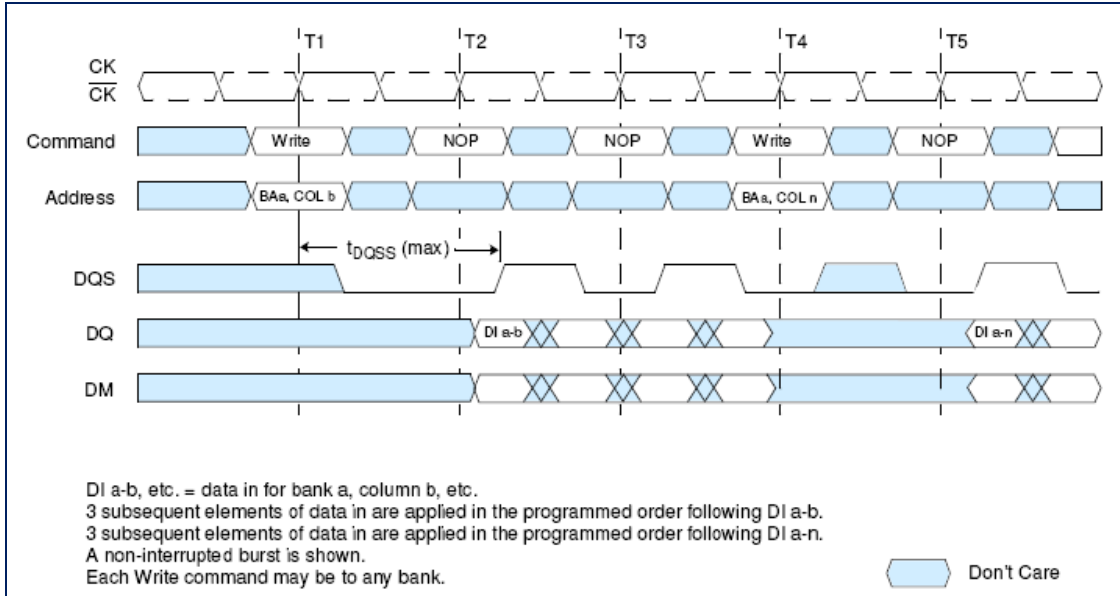 T1 T2 T3 T4 T5
CK
CK
Command Write NOP NOP Write NOP
Address BAa, COL b BAa, COL n
tDQSS (max)
DQS
DQ DI a-b DI a-n
DM
DI a-b, etc. = data in for bank a, column b, etc.
3 subsequent elements of data in are applied in the programmed order following DI a-b.
3 subsequent elements of data in are applied in the programmed order following DI a-n.
A non-interrupted burst is shown.
Each Write command may be to any bank.
Don't Care